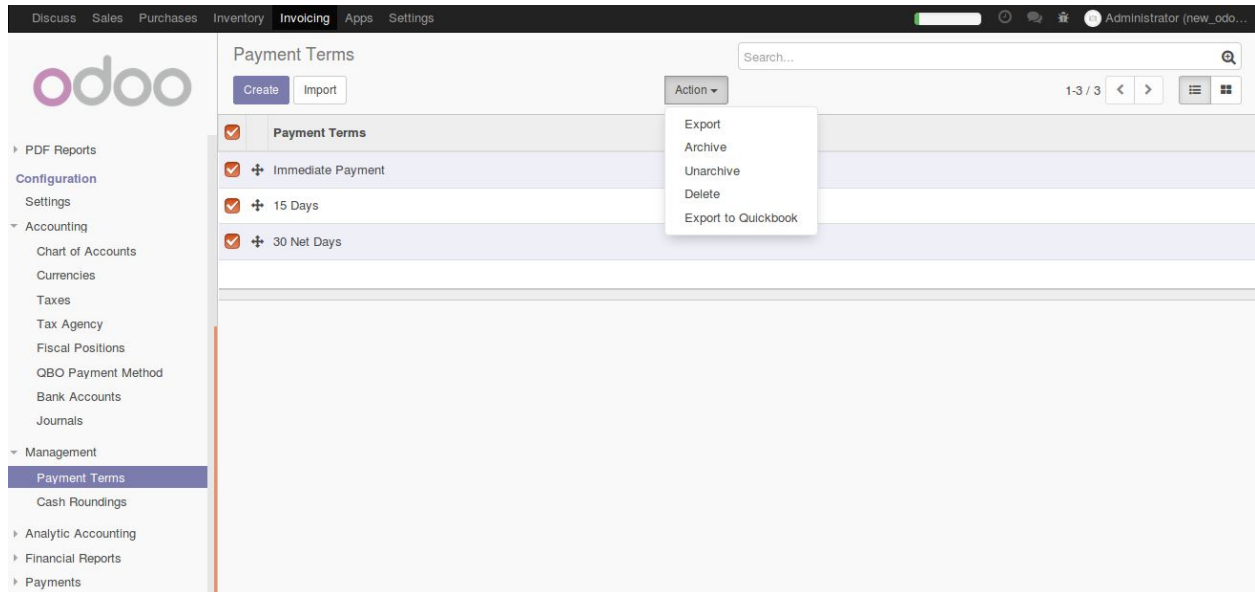 Discuss Sales Purchases Inventory Invoicing Apps Settings Administrator (new_odo...
odoo
PDF Reports
Configuration
Settings
Accounting
Chart of Accounts
Currencies
Taxes
Tax Agency
Fiscal Positions
QBO Payment Method
Bank Accounts
Journals
Management
Payment Terms
Cash Roundings
Analytic Accounting
Financial Reports
Payments
Payment Terms
Search...
Create Import Action 1-3 / 3
Export
Archive
Unarchive
Delete
Export to Quickbook
Payment Terms
Immediate Payment
15 Days
30 Net Days